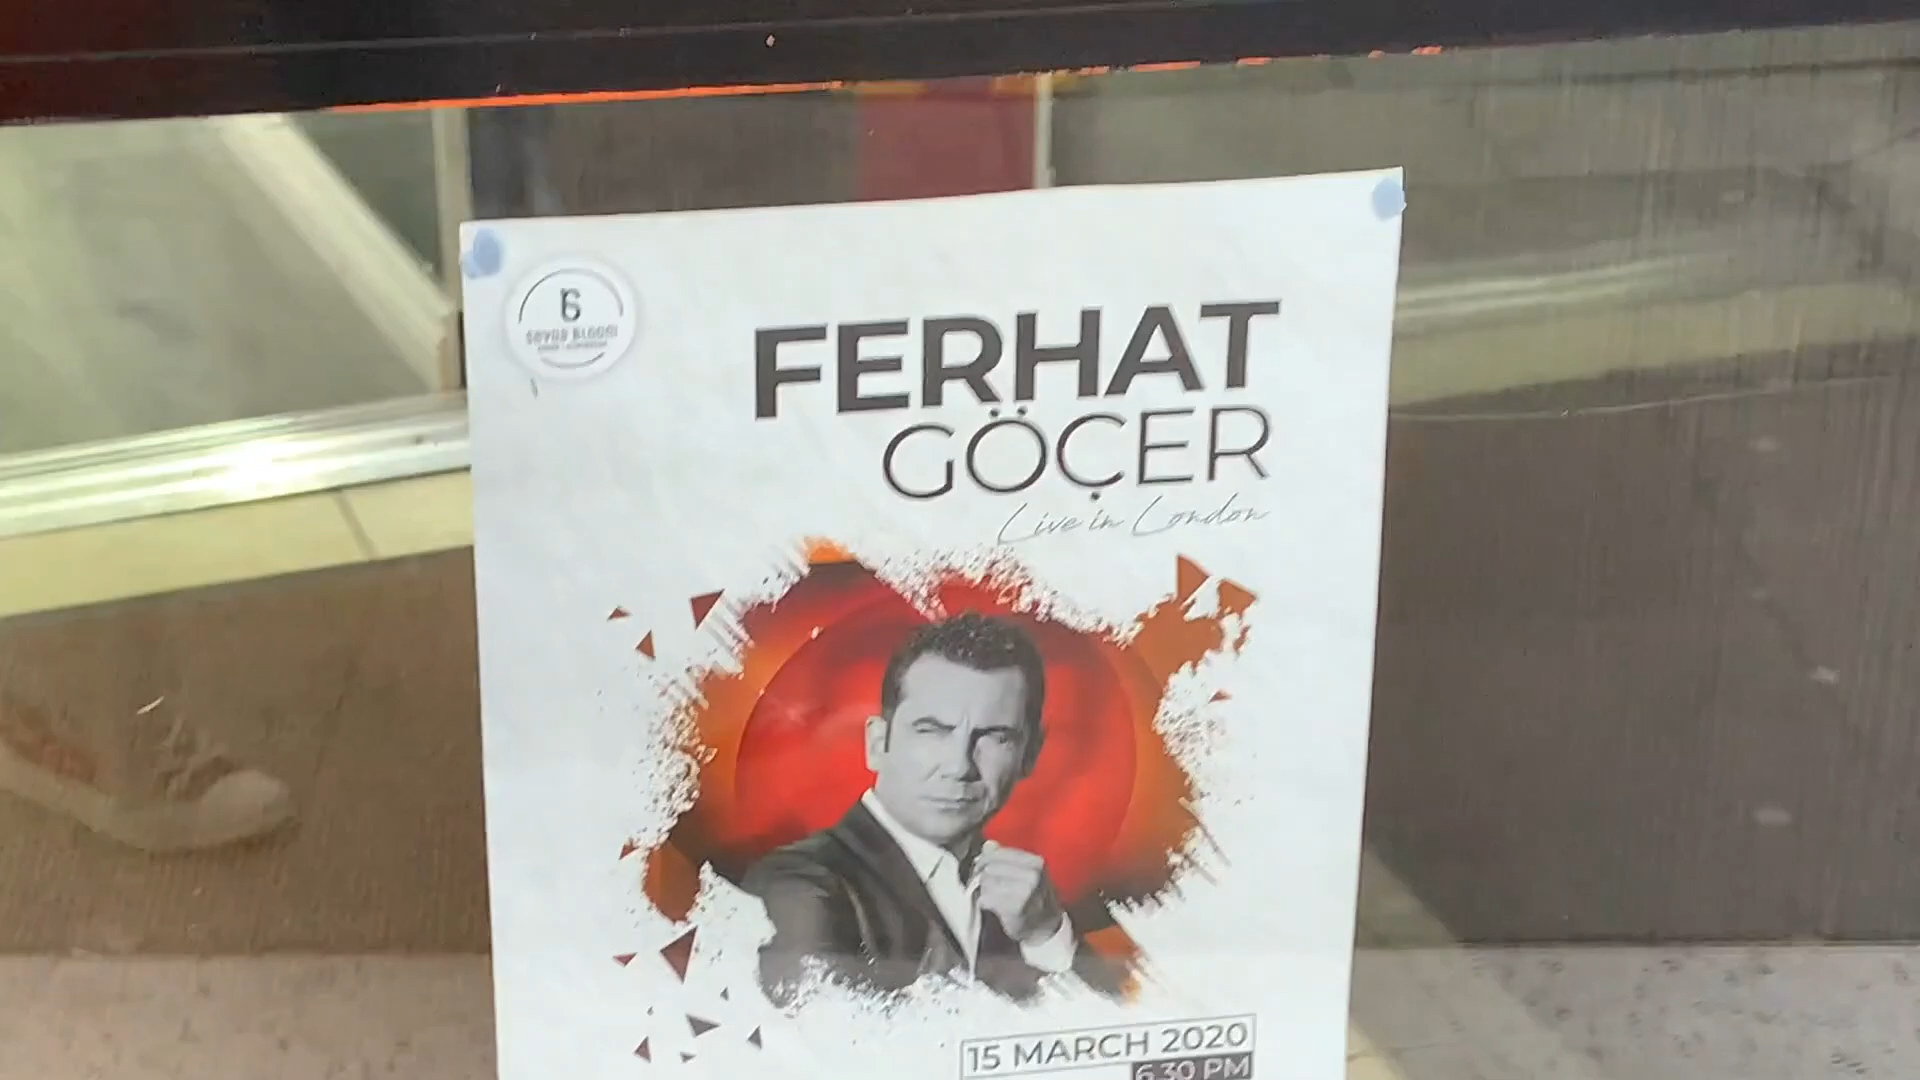 FERHAT
GÖÇER
Live in London
15 MARCH 2020
6.30 PM